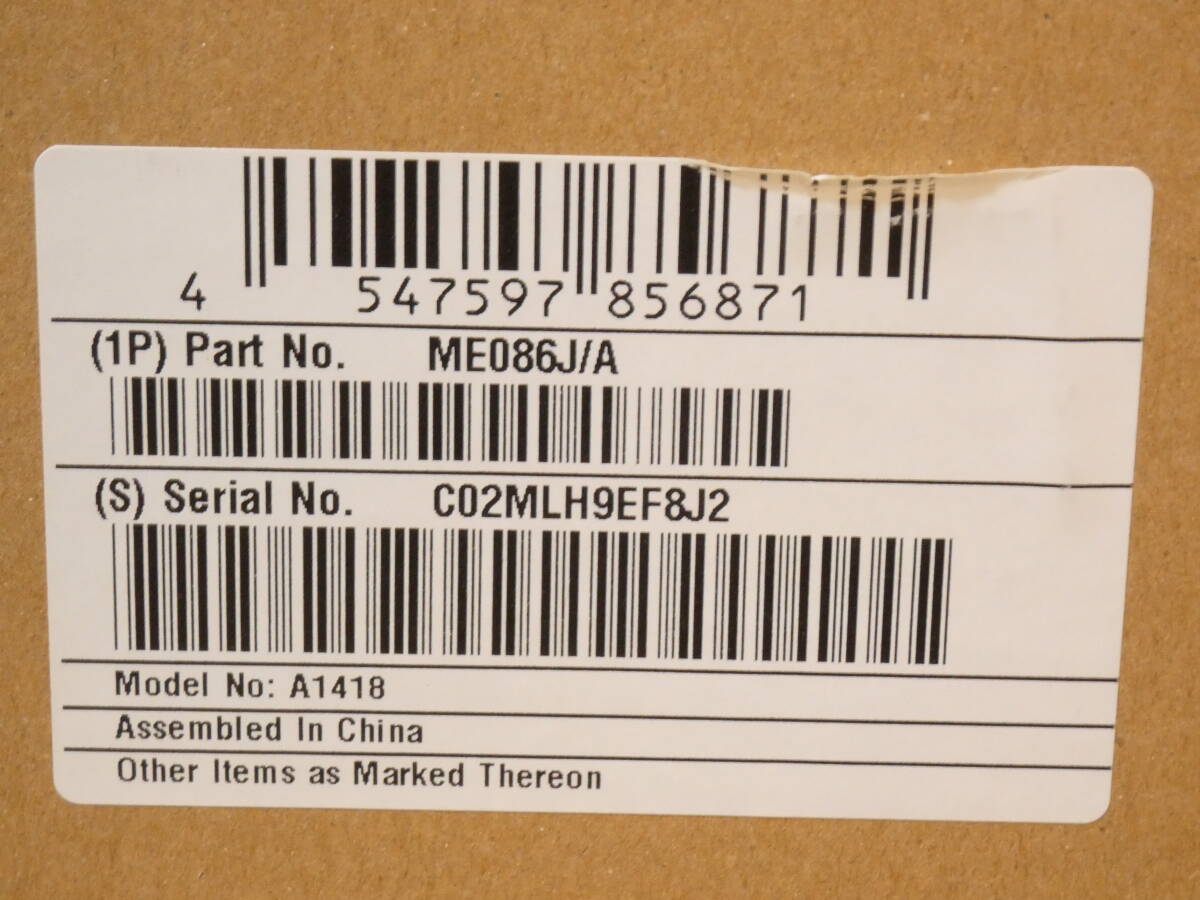 4 547597 856871
(1P) Part No. ME086J/A
(S) Serial No. C02MLH9EF8J2
Model No: A1418
Assembled In China
Other Items as Marked Thereon